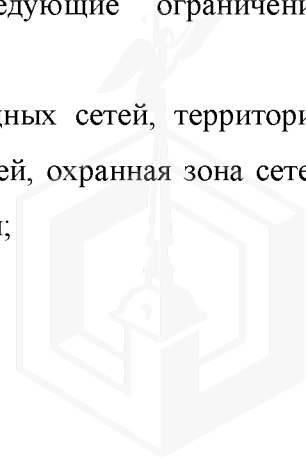 едующие ограничени
дных сетей, территори
ей, охранная зона сете
;